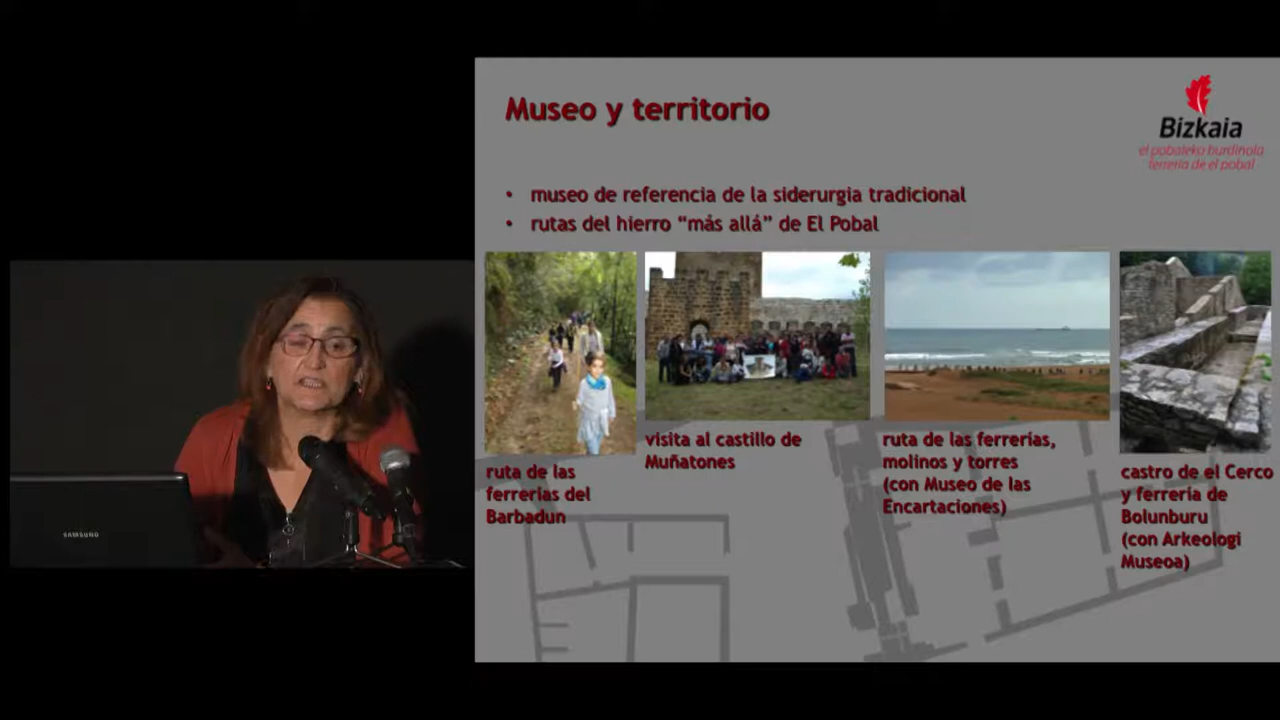 Museo y territorio
Bizkaia
el pobaleko burdinola
ferrería de el pobal
• museo de referencia de la siderurgia tradicional
• rutas del hierro “más allá” de El Pobal
ruta de las
ferrerías del
Barbadun
visita al castillo de
Muñatones
ruta de las ferrerías,
molinos y torres
(con Museo de las
Encartaciones)
castro de el Cerco
y ferrería de
Bolunburu
(con Arkeologi
Museoa)
SAMSUNG